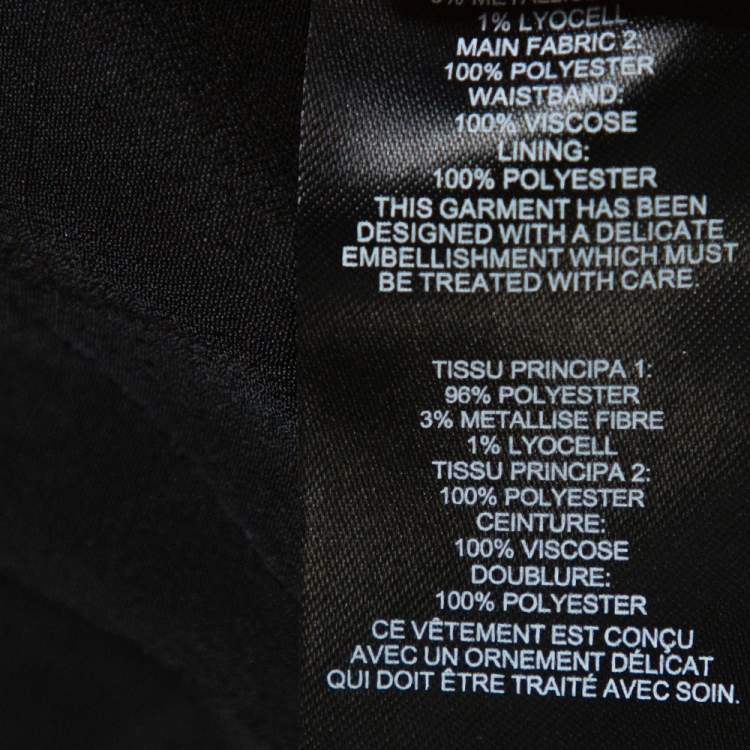 3% METALLISED
1% LYOCELL
MAIN FABRIC 2:
100% POLYESTER
WAISTBAND:
100% VISCOSE
LINING:
100% POLYESTER
THIS GARMENT HAS BEEN
DESIGNED WITH A DELICATE
EMBELLISHMENT WHICH MUST
BE TREATED WITH CARE.
TISSU PRINCIPA 1:
96% POLYESTER
3% METALLISE FIBRE
1% LYOCELL
TISSU PRINCIPA 2:
100% POLYESTER
CEINTURE:
100% VISCOSE
DOUBLURE:
100% POLYESTER
CE VÊTEMENT EST CONÇU
AVEC UN ORNEMENT DÉLICAT
QUI DOIT ÊTRE TRAITÉ AVEC SOIN.